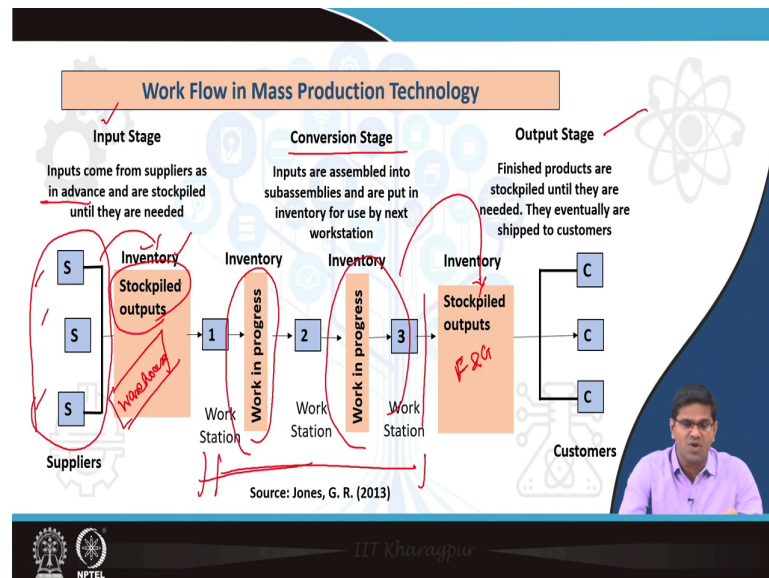 Work Flow in Mass Production Technology
Input Stage
Inputs come from suppliers as
in advance and are stockpiled
until they are needed
Conversion Stage
Inputs are assembled into
subassemblies and are put in
inventory for use by next
workstation
Output Stage
Finished products are
stockpiled until they are
needed. They eventually are
shipped to customers
Inventory
Inventory
Inventory
Inventory
S
S
S
Suppliers
Stockpiled
outputs
Warehouse
1
Work
Station
Work in progress
2
Work
Station
Work in progress
3
Work
Station
Stockpiled
outputs
C
C
C
Customers
Source: Jones, G. R. (2013)
IIT Kharagpur
NPTEL